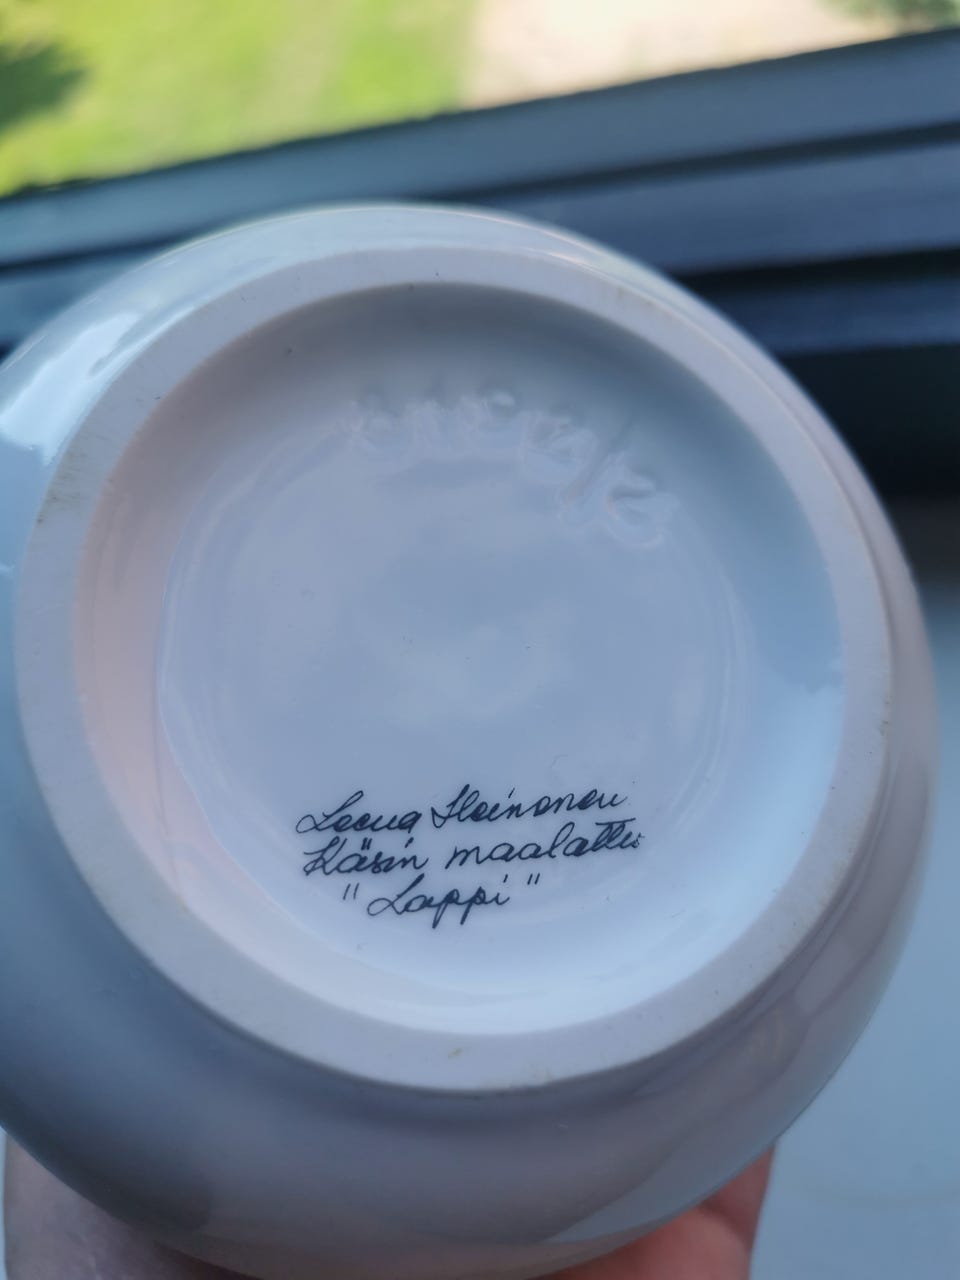 Leena Heinonen
Käsin maalattu
"Lappi"